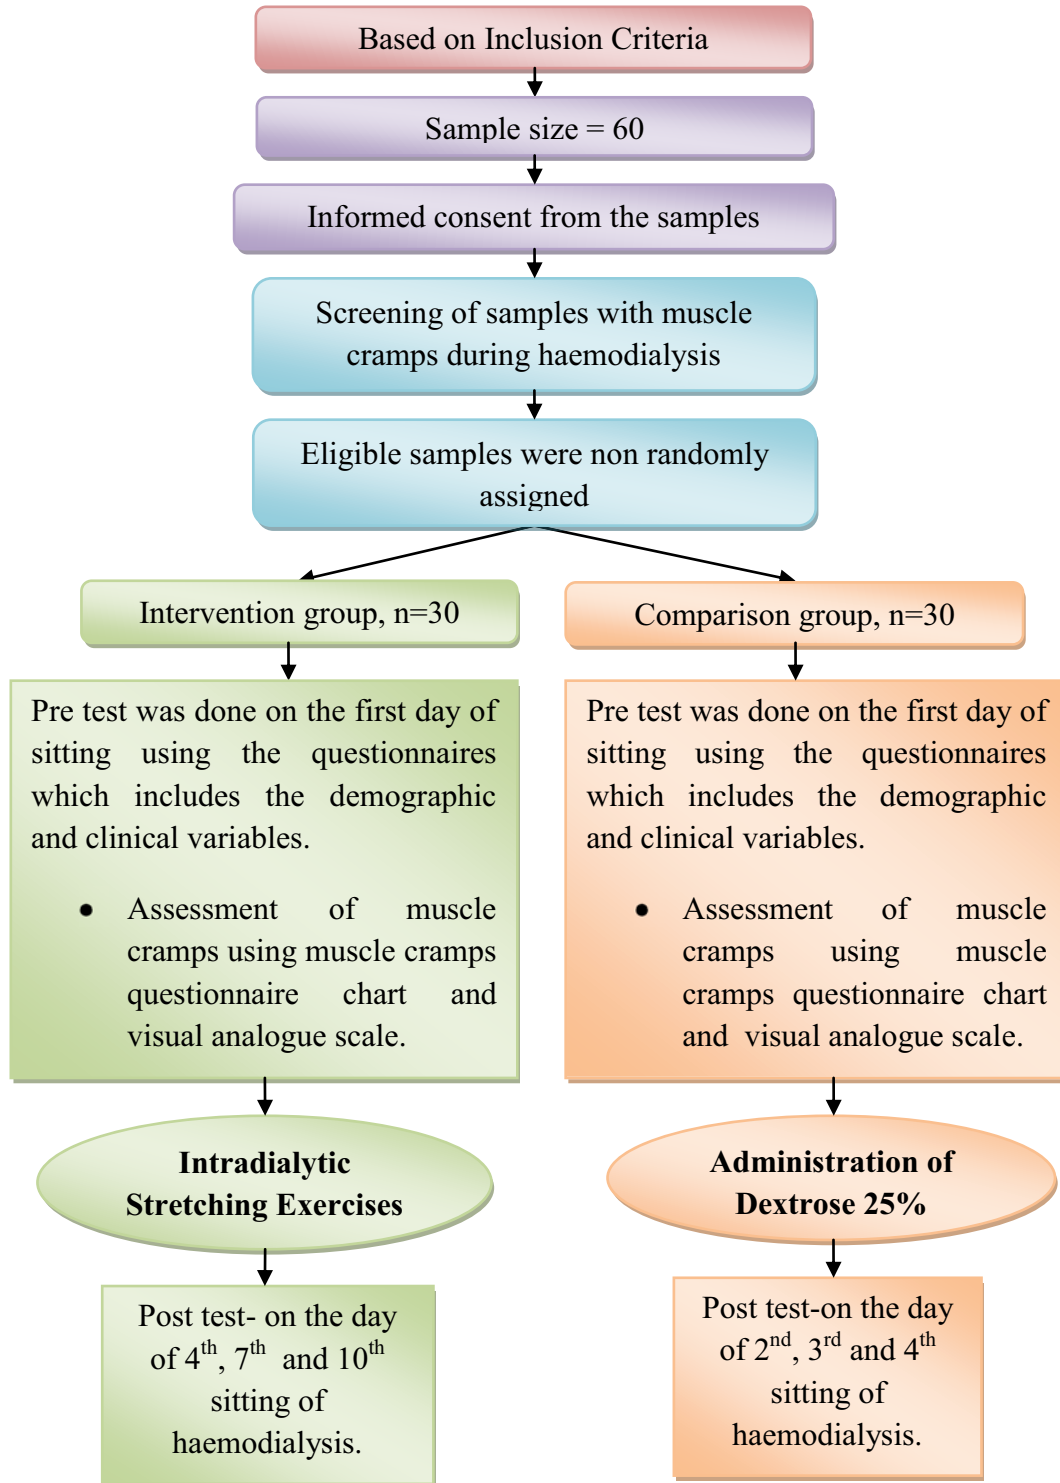 Based on Inclusion Criteria
Sample size = 60
Informed consent from the samples
Screening of samples with muscle
cramps during haemodialysis
Eligible samples were non randomly
assigned
Intervention group, n=30
Pre test was done on the first day of
sitting using the questionnaires
which includes the demographic
and clinical variables.
• Assessment of muscle
cramps using muscle cramps
questionnaire chart and
visual analogue scale.
Intradialytic
Stretching Exercises
Post test- on the day
of 4th, 7th and 10th
sitting of
haemodialysis.
Comparison group, n=30
Pre test was done on the first day of
sitting using the questionnaires
which includes the demographic
and clinical variables.
• Assessment of muscle
cramps using muscle
cramps questionnaire chart
and visual analogue scale.
Administration of
Dextrose 25%
Post test-on the day
of 2nd, 3rd and 4th
sitting of
haemodialysis.